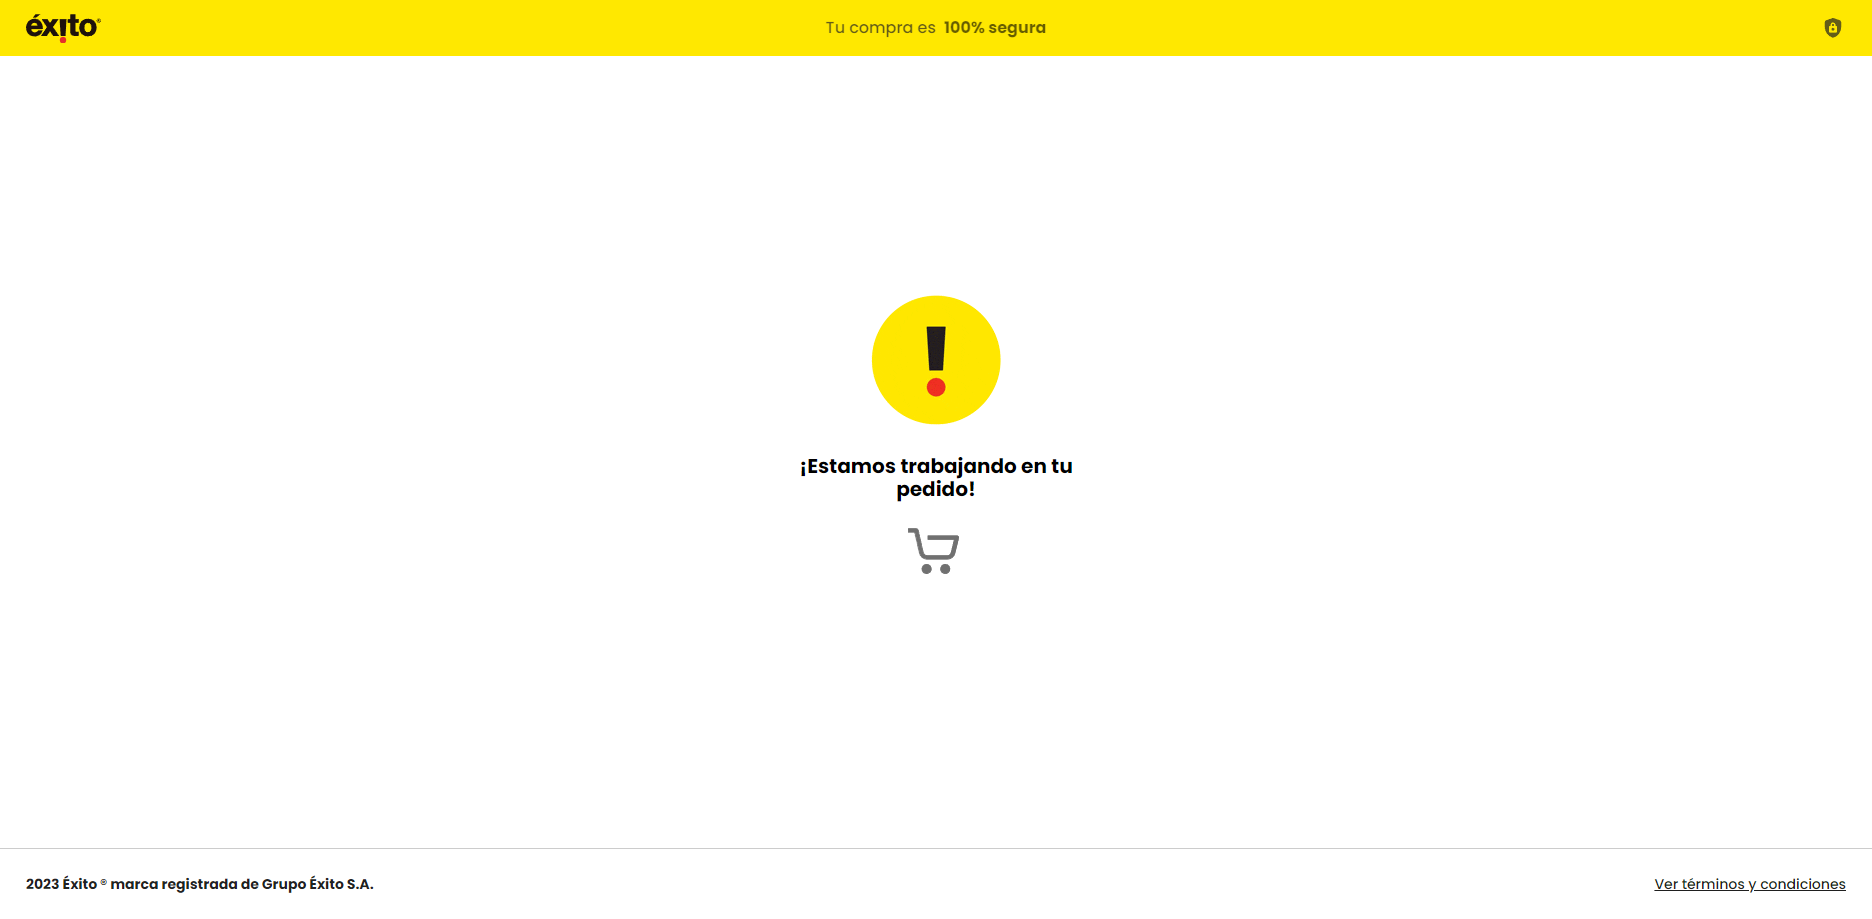 éxito®
Tu compra es 100% segura
¡Estamos trabajando en tu
pedido!
2023 Éxito ® marca registrada de Grupo Éxito S.A.
Ver términos y condiciones